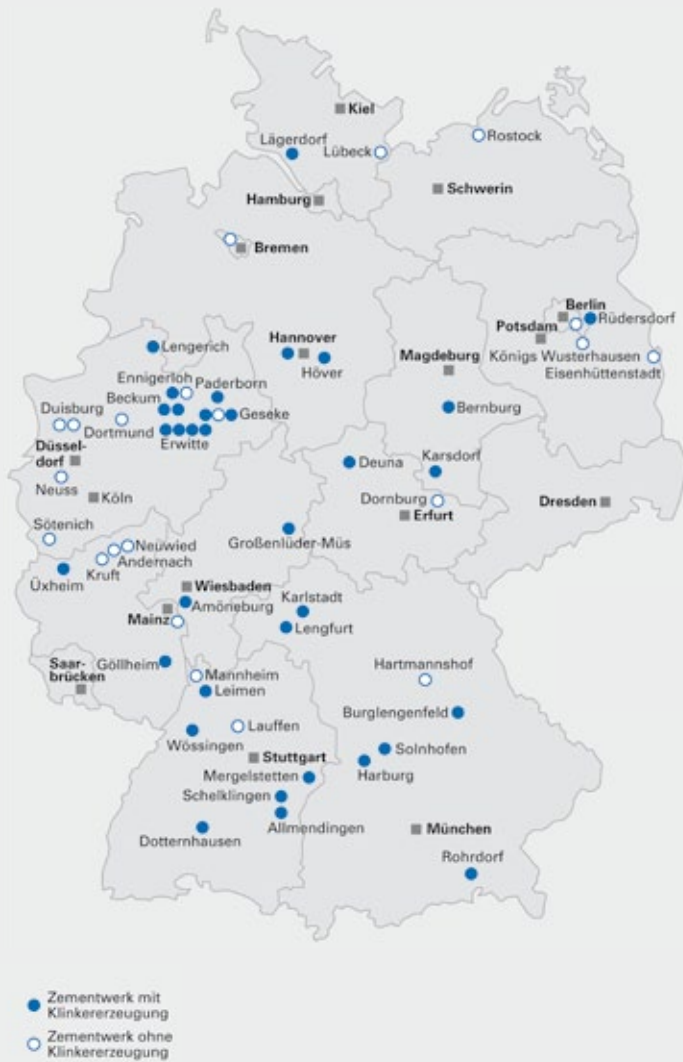 Kiel
Lägerdorf
Lübeck
Rostock
Hamburg
Schwerin
Bremen
Berlin
Potsdam
Rüdersdorf
Königs Wusterhausen
Eisenhüttenstadt
Lengerich
Hannover
Höver
Magdeburg
Ennigerloh
Paderborn
Beckum
Duisburg
Dortmund
Geseke
Erwitte
Bernburg
Düssel-
dorf
Neuss
Köln
Deuna
Karsdorf
Dornburg
Erfurt
Dresden
Sötenich
Großenlüder-Müs
Neuwied
Andernach
Kruft
Üxheim
Wiesbaden
Amöneburg
Mainz
Karlstadt
Lengfurt
Saar-
brücken
Göllheim
Mannheim
Leimen
Hartmannshof
Lauffen
Burglengenfeld
Wössingen
Stuttgart
Solnhofen
Harburg
Mergelstetten
Schelklingen
Allmendingen
Dotternhausen
München
Rohrdorf
Zementwerk mit
Klinkererzeugung
Zementwerk ohne
Klinkererzeugung